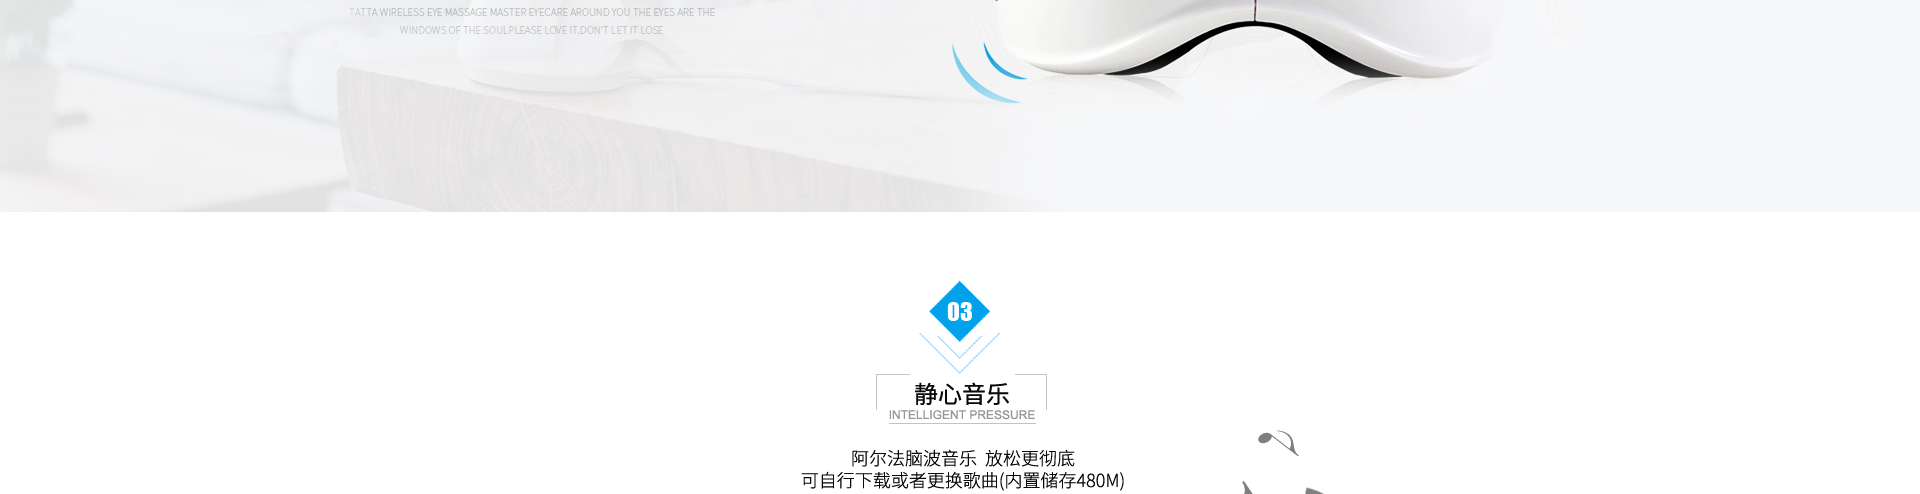 TATTA WIRELESS EYE MASSAGE MASTER EYECARE AROUND YOU THE EYES ARE THE
WINDOWS OF THE SOULPLEASE LOVE IT.DON'T LET IT LOSE
03
静心音乐
INTELLIGENT PRESSURE
阿尔法脑波音乐 放松更彻底
可自行下载或者更换歌曲(内置储存480M)